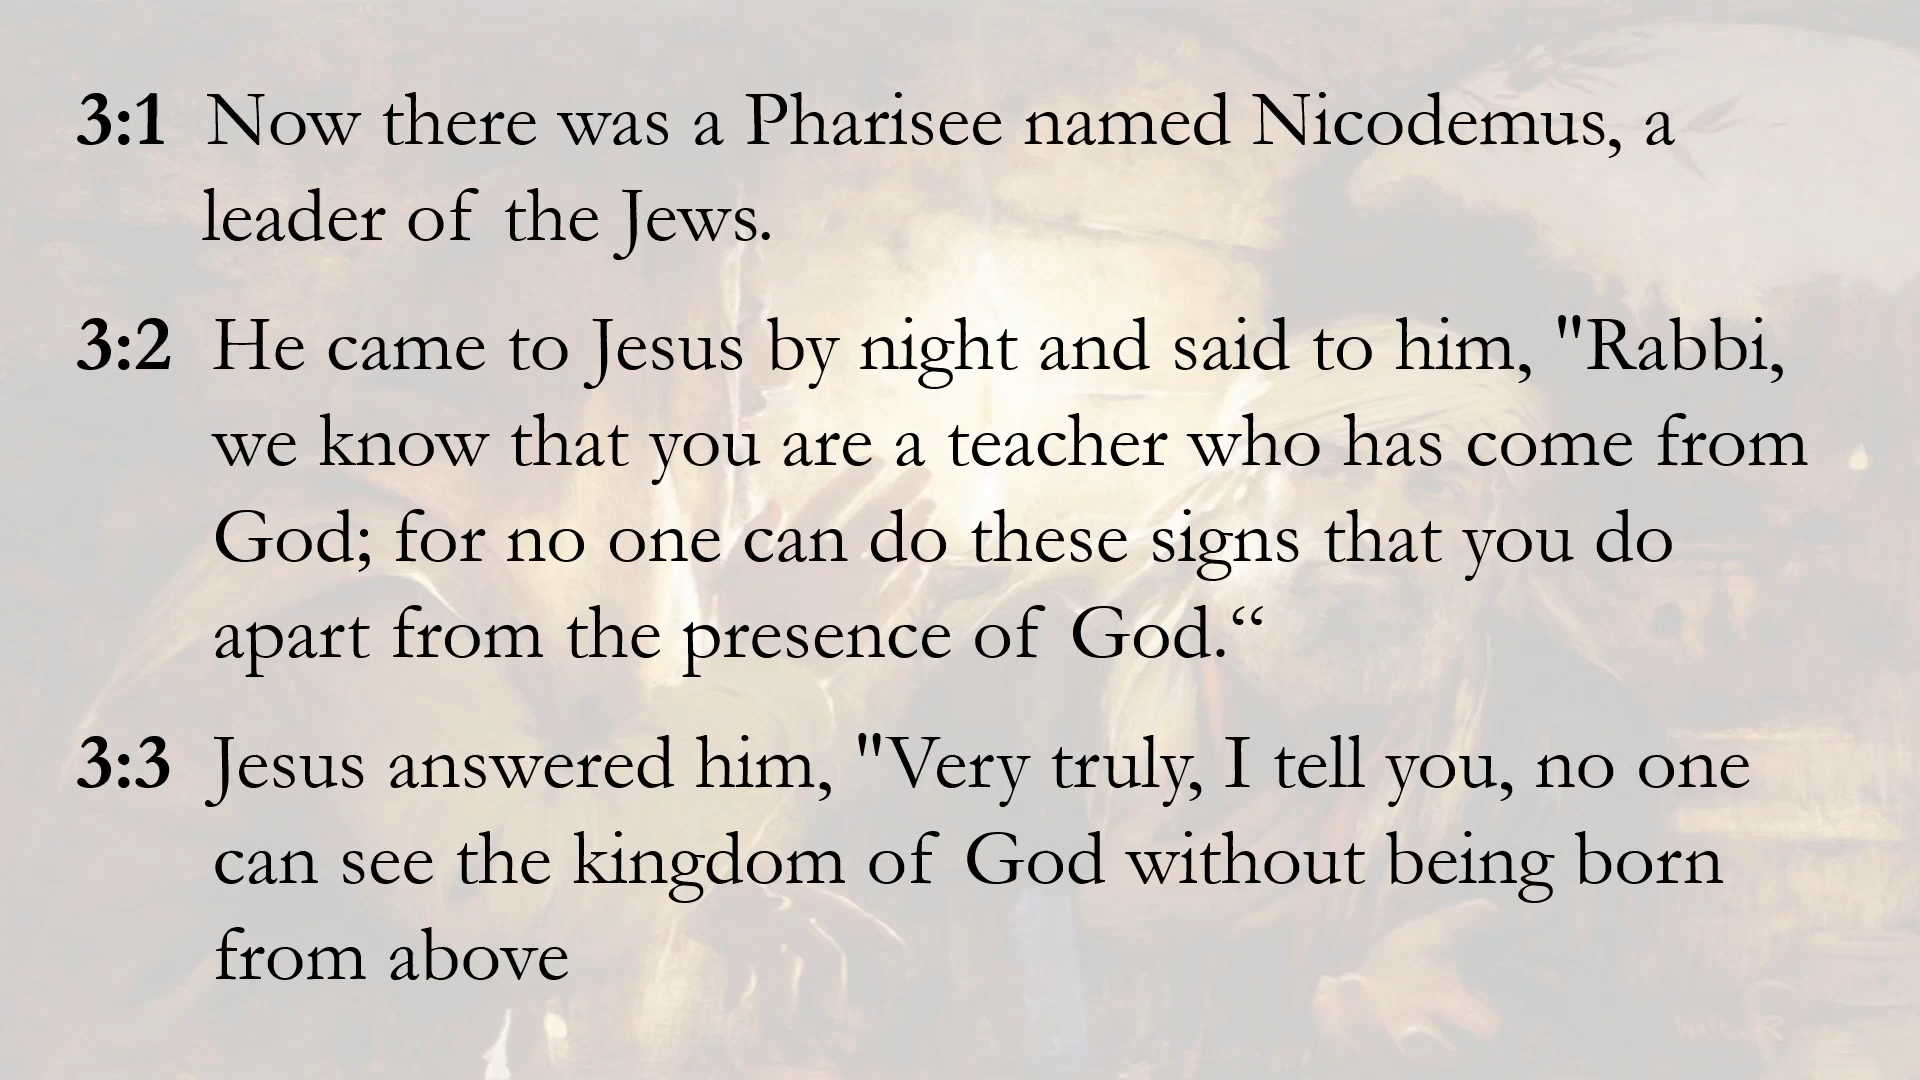 3:1 Now there was a Pharisee named Nicodemus, a
leader of the Jews.
3:2 He came to Jesus by night and said to him, "Rabbi,
we know that you are a teacher who has come from
God; for no one can do these signs that you do
apart from the presence of God.“
3:3 Jesus answered him, "Very truly, I tell you, no one
can see the kingdom of God without being born
from above